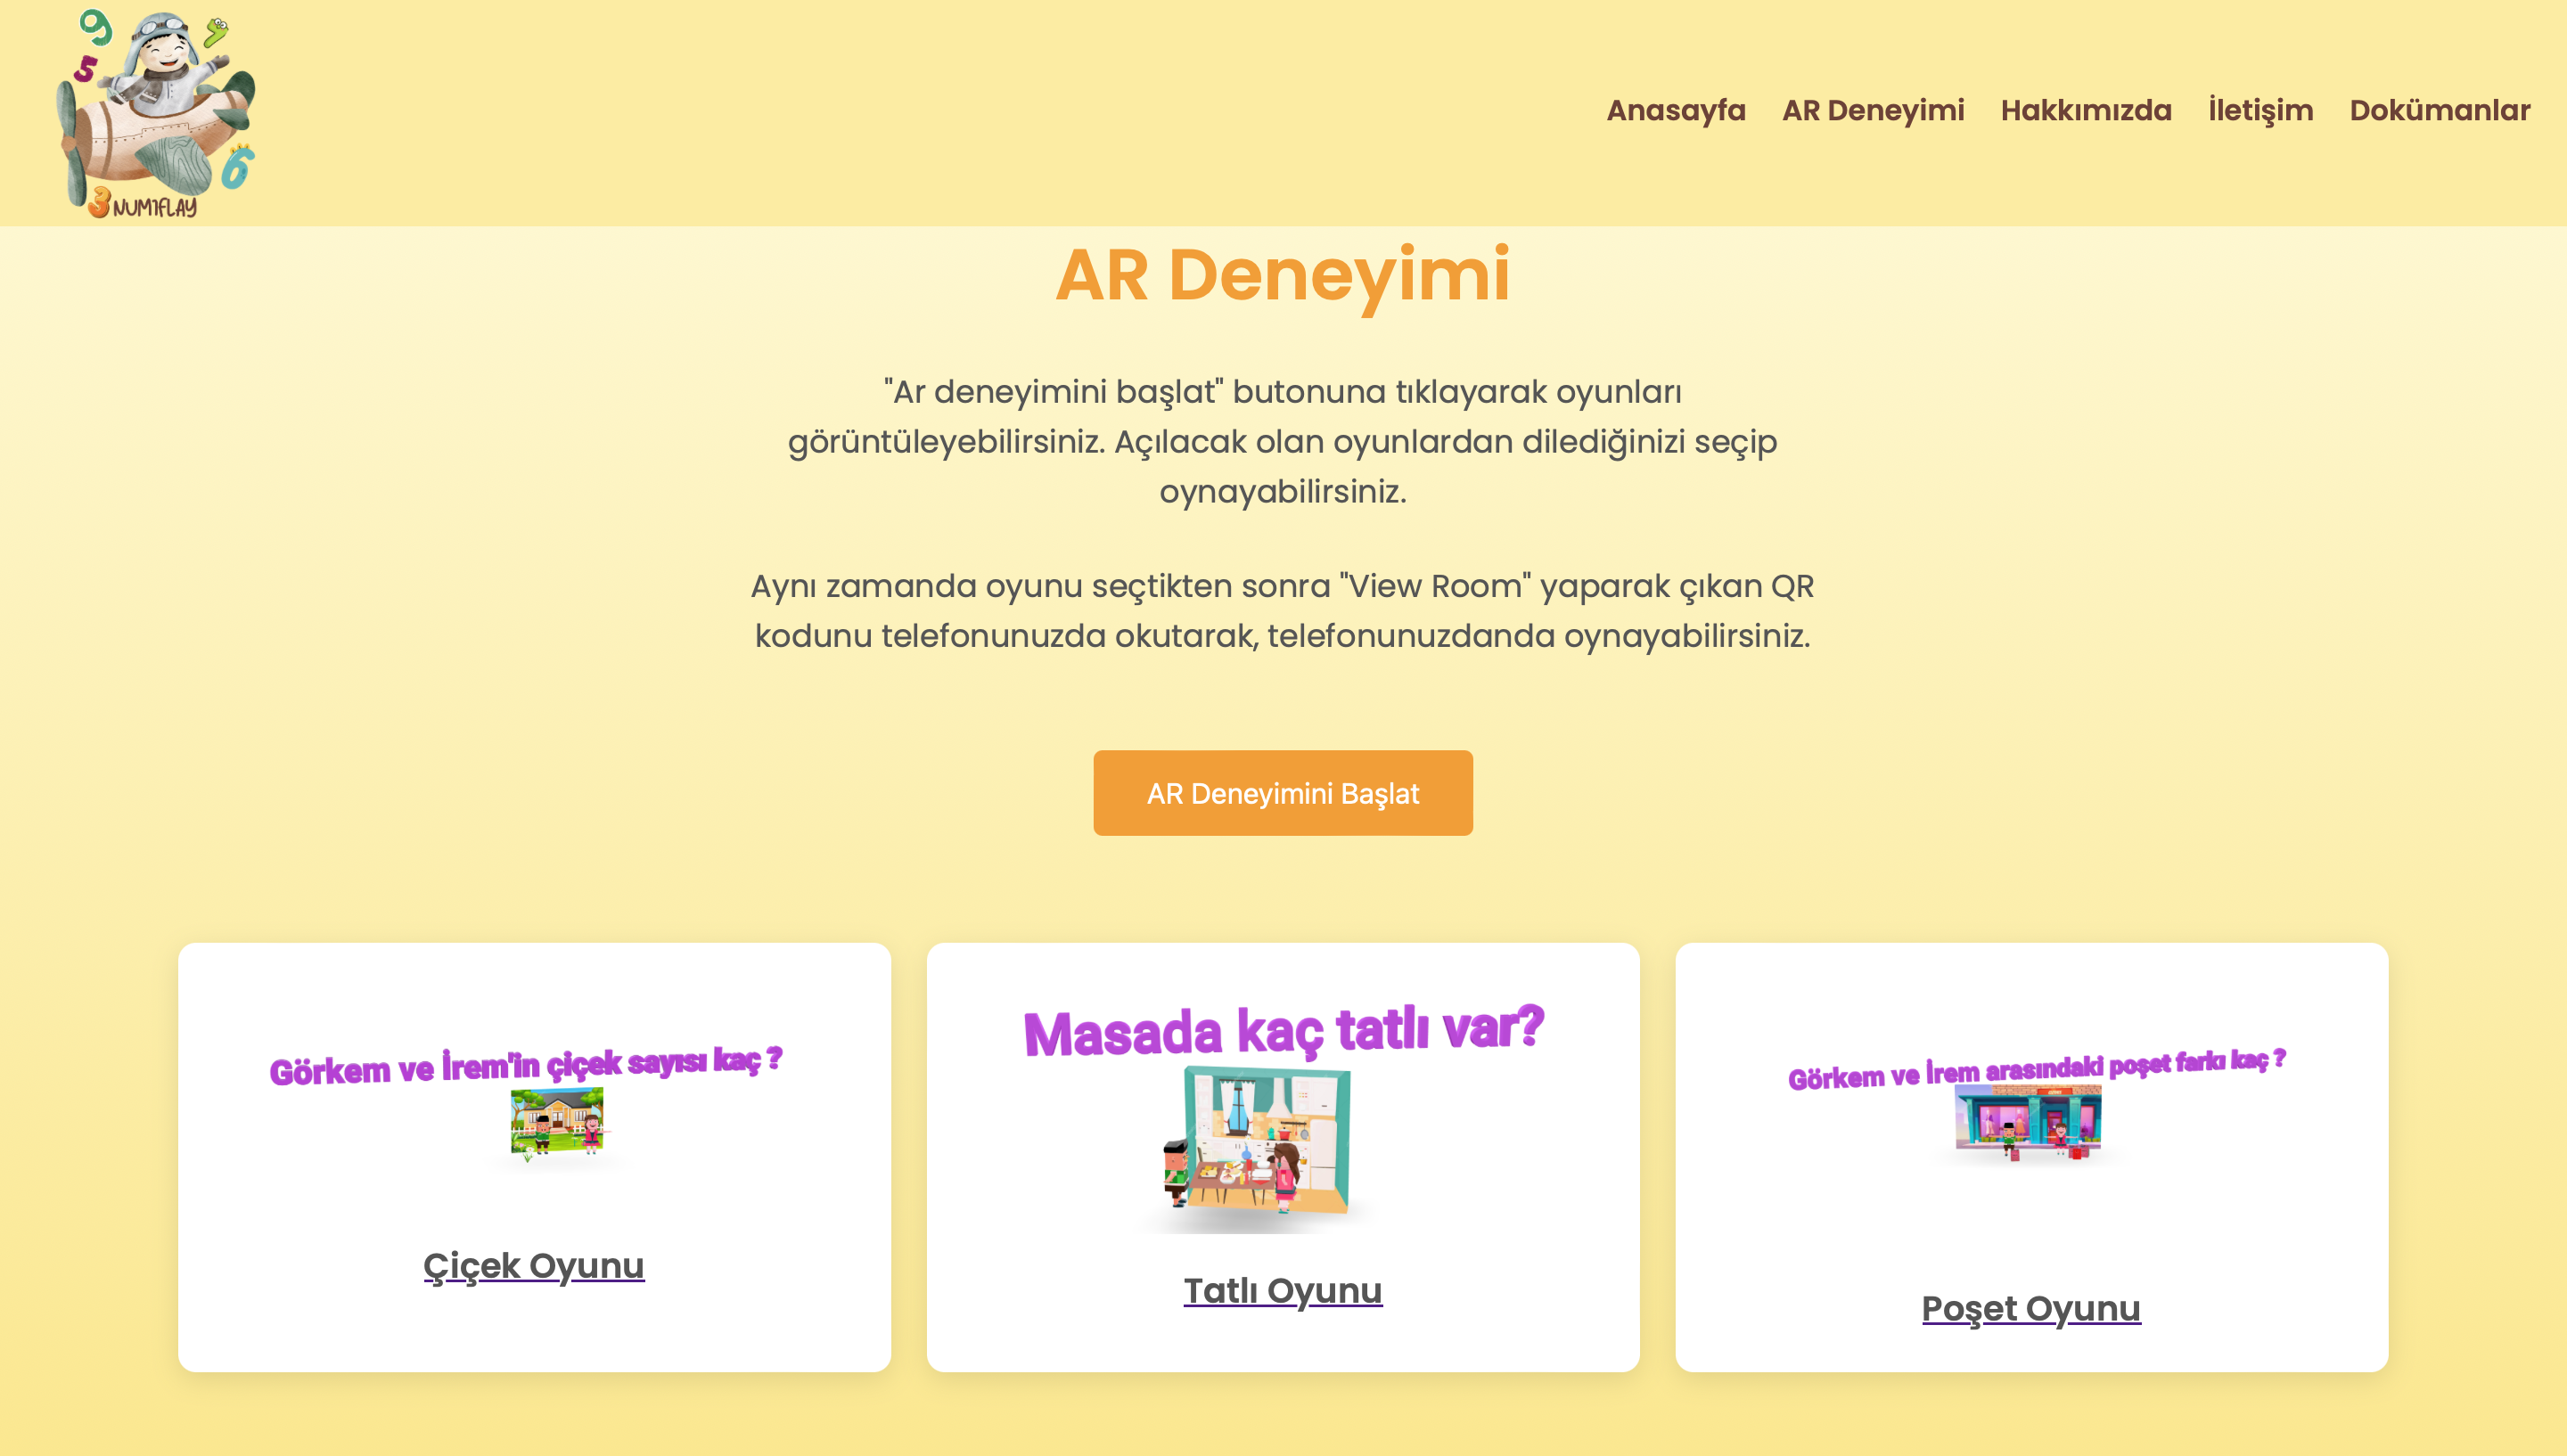 9
5
6
3 NUM1FLAY
Anasayfa AR Deneyimi Hakkımızda İletişim Dokümanlar
AR Deneyimi
"Ar deneyimini başlat" butonuna tıklayarak oyunları
görüntüleyebilirsiniz. Açılacak olan oyunlardan dilediğinizi seçip
oynayabilirsiniz.
Aynı zamanda oyunu seçtikten sonra "View Room" yaparak çıkan QR
kodunu telefonunuzda okutarak, telefonunuzdanda oynayabilirsiniz.
AR Deneyimini Başlat
Görkem ve İrem'in çiçek sayısı kaç ?
Çiçek Oyunu
Masada kaç tatlı var?
Tatlı Oyunu
Görkem ve İrem arasındaki poşet farkı kaç ?
Poşet Oyunu